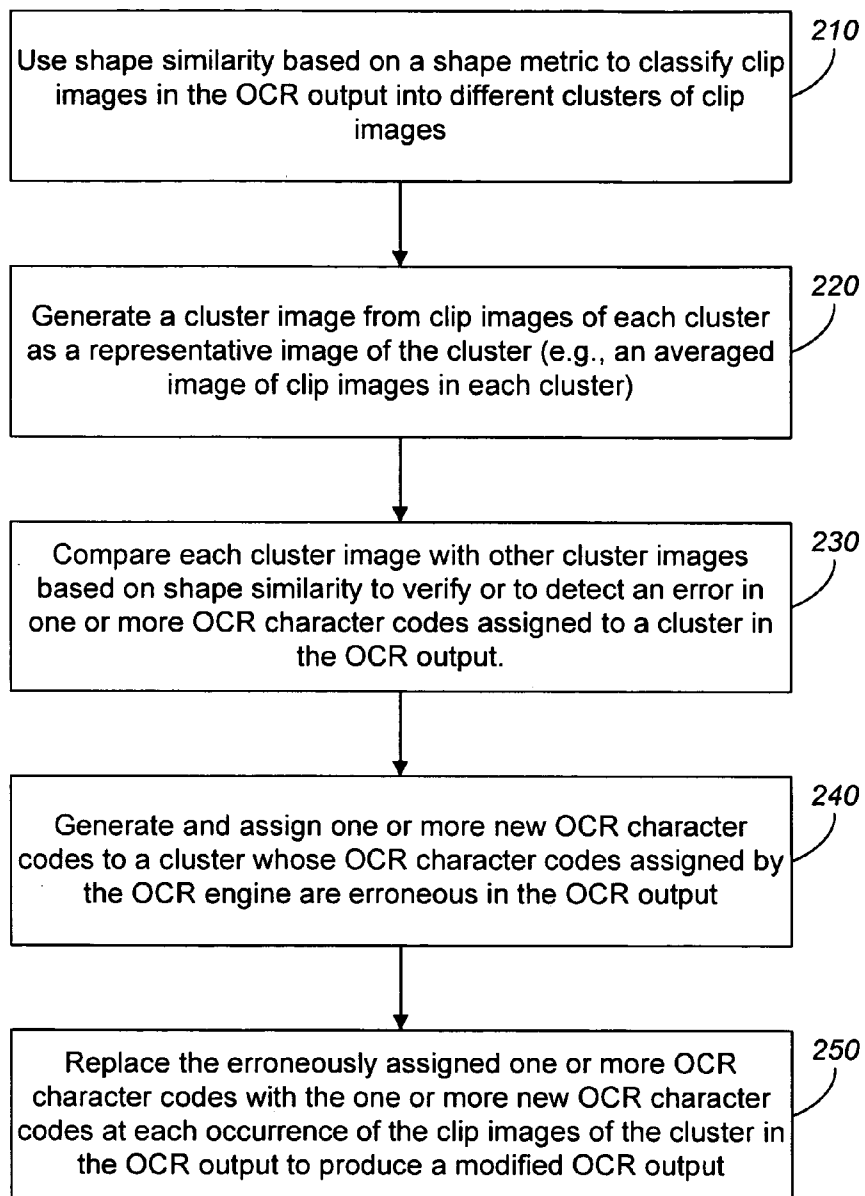 210
Use shape similarity based on a shape metric to classify clip
images in the OCR output into different clusters of clip
images
220
Generate a cluster image from clip images of each cluster
as a representative image of the cluster (e.g., an averaged
image of clip images in each cluster)
230
Compare each cluster image with other cluster images
based on shape similarity to verify or to detect an error in
one or more OCR character codes assigned to a cluster in
the OCR output.
240
Generate and assign one or more new OCR character
codes to a cluster whose OCR character codes assigned by
the OCR engine are erroneous in the OCR output
250
Replace the erroneously assigned one or more OCR
character codes with the one or more new OCR character
codes at each occurrence of the clip images of the cluster in
the OCR output to produce a modified OCR output